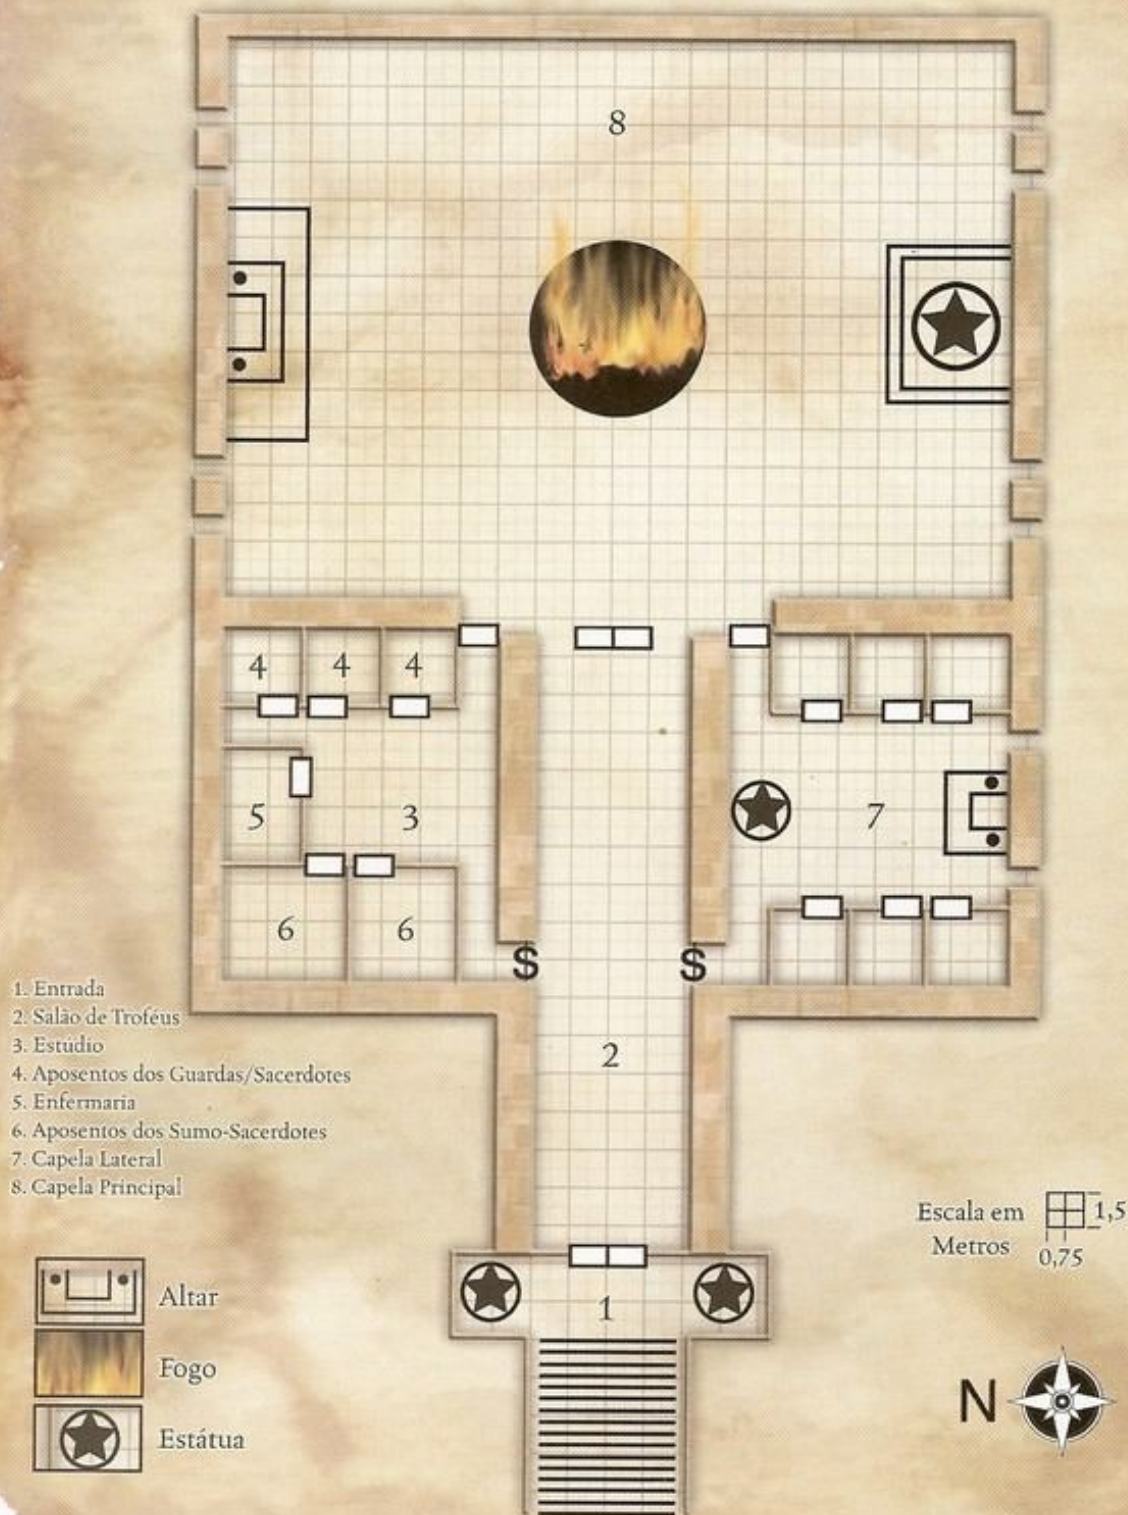 8
4
4
4
5
3
7
6
6
$
$
2
1. Entrada
2. Salão de Troféus
3. Estúdio
4. Aposentos dos Guardas/Sacerdotes
5. Enfermaria
6. Aposentos dos Sumo-Sacerdotes
7. Capela Lateral
8. Capela Principal
Escala em
Metros
1,5
0,75
1
Altar
Fogo
Estátua
N